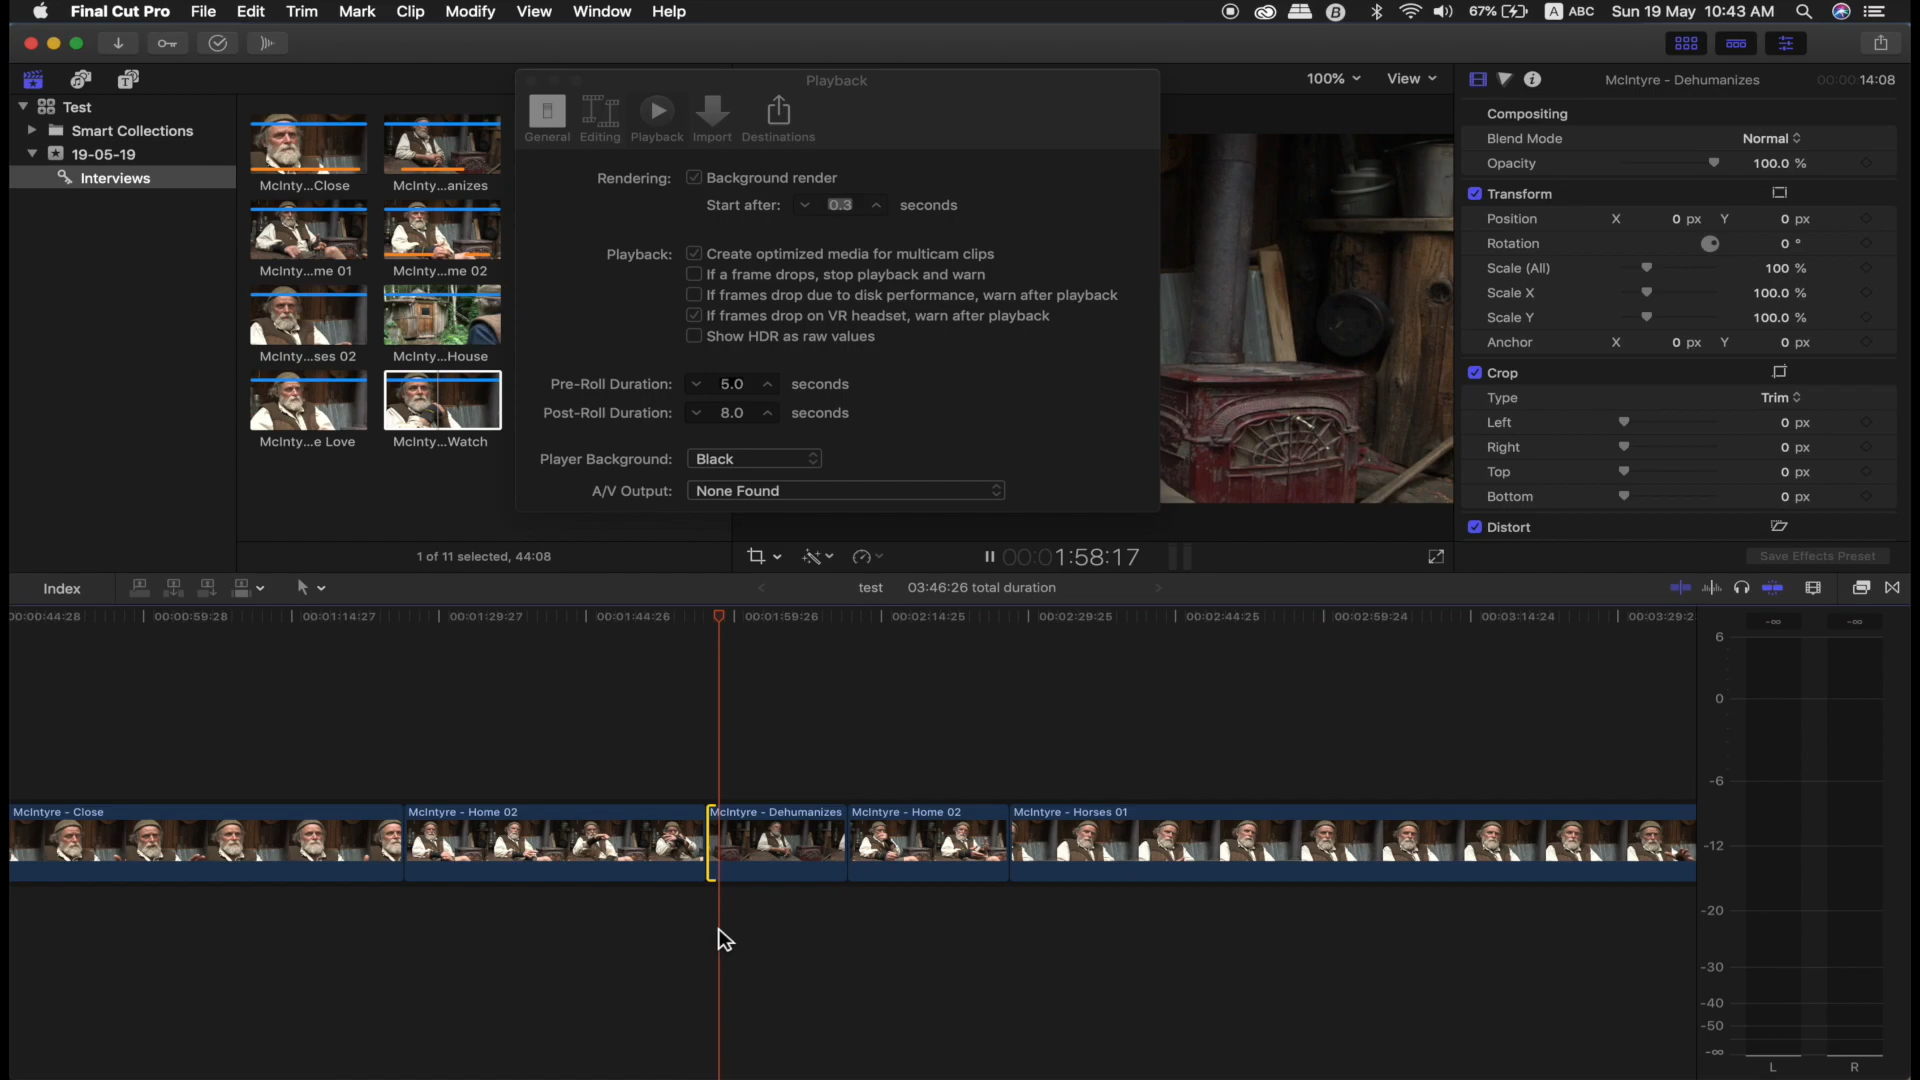 Final Cut Pro File Edit Trim Mark Clip Modify View Window Help 67% A ABC Sun 19 May 10:43 AM
Playback
100% View McIntyre - Dehumanizes 00:00:14:08
Test
Smart Collections
19-05-19
Interviews
McInty...Close McInty...anizes
McInty...me 01 McInty...me 02
McInty...ses 02 McInty...House
McInty...e Love McInty...Watch
1 of 11 selected, 44:08
General Editing Playback Import Destinations
Rendering: Background render
Start after: 0.3 seconds
Playback: Create optimized media for multicam clips
If a frame drops, stop playback and warn
If frames drop due to disk performance, warn after playback
If frames drop on VR headset, warn after playback
Show HDR as raw values
Pre-Roll Duration: 5.0 seconds
Post-Roll Duration: 8.0 seconds
Player Background: Black
A/V Output: None Found
00:01:58:17
Compositing
Blend Mode Normal
Opacity 100.0 %
Transform
Position X 0 px Y 0 px
Rotation 0 °
Scale (All) 100 %
Scale X 100.0 %
Scale Y 100.0 %
Anchor X 0 px Y 0 px
Crop
Type Trim
Left 0 px
Right 0 px
Top 0 px
Bottom 0 px
Distort
Save Effects Preset
Index test 03:46:26 total duration
00:00:44:28 00:00:59:28 00:01:14:27 00:01:29:27 00:01:44:26 00:01:59:26 00:02:14:25 00:02:29:25 00:02:44:25 00:02:59:24 00:03:14:24 00:03:29:2
McIntyre - Close McIntyre - Home 02 McIntyre - Dehumanizes McIntyre - Home 02 McIntyre - Horses 01
-∞ -∞
6
0
-6
-12
-20
-30
-40
-50
-∞
L R